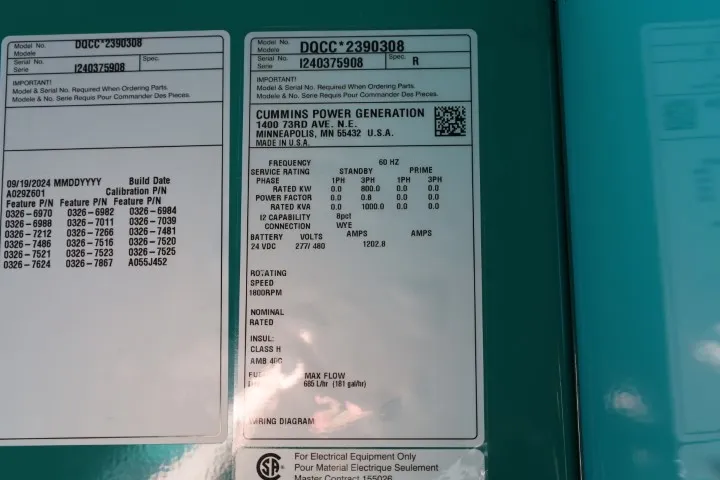 Model No. DQCC*2390308
Modele
Serial No. I240375908 Spec.
Serie
IMPORTANT!
Model & Serial No. Required When Ordering Parts.
Modele & No. Serie Requis Pour Commander Des Pieces.
09/19/2024 MMDDYYYY Build Date
A029Z601 Calibration P/N
Feature P/N Feature P/N Feature P/N
0326-6970 0326-6982 0326-6984
0326-6988 0326-7011 0326-7039
0326-7212 0326-7266 0326-7481
0326-7486 0326-7516 0326-7520
0326-7521 0326-7523 0326-7525
0326-7624 0326-7867 A055J452
Model No. DQCC*2390308
Modele
Serial No. I240375908 Spec. R
Serie
IMPORTANT!
Model & Serial No. Required When Ordering Parts.
Modele & No. Serie Requis Pour Commander Des Pieces.
CUMMINS POWER GENERATION
1400 73RD AVE. N.E.
MINNEAPOLIS, MN 55432 U.S.A.
MADE IN U.S.A.
FREQUENCY 60 HZ
SERVICE RATING STANDBY PRIME
PHASE 1PH 3PH 1PH 3PH
RATED KW 0.0 800.0 0.0 0.0
POWER FACTOR 0.0 0.8 0.0 0.0
RATED KVA 0.0 1000.0 0.0 0.0
I2 CAPABILITY 8pct
CONNECTION WYE
BATTERY VOLTS AMPS AMPS
24 VDC 277/ 480 1202.8
ROTATING
SPEED
1800RPM
NOMINAL
RATED
INSUL:
CLASS H
AMB 40C
MAX FLOW
685 L/hr (181 gal/hr)
WIRING DIAGRAM
For Electrical Equipment Only
Pour Material Electrique Seulement
Master Contract 155026